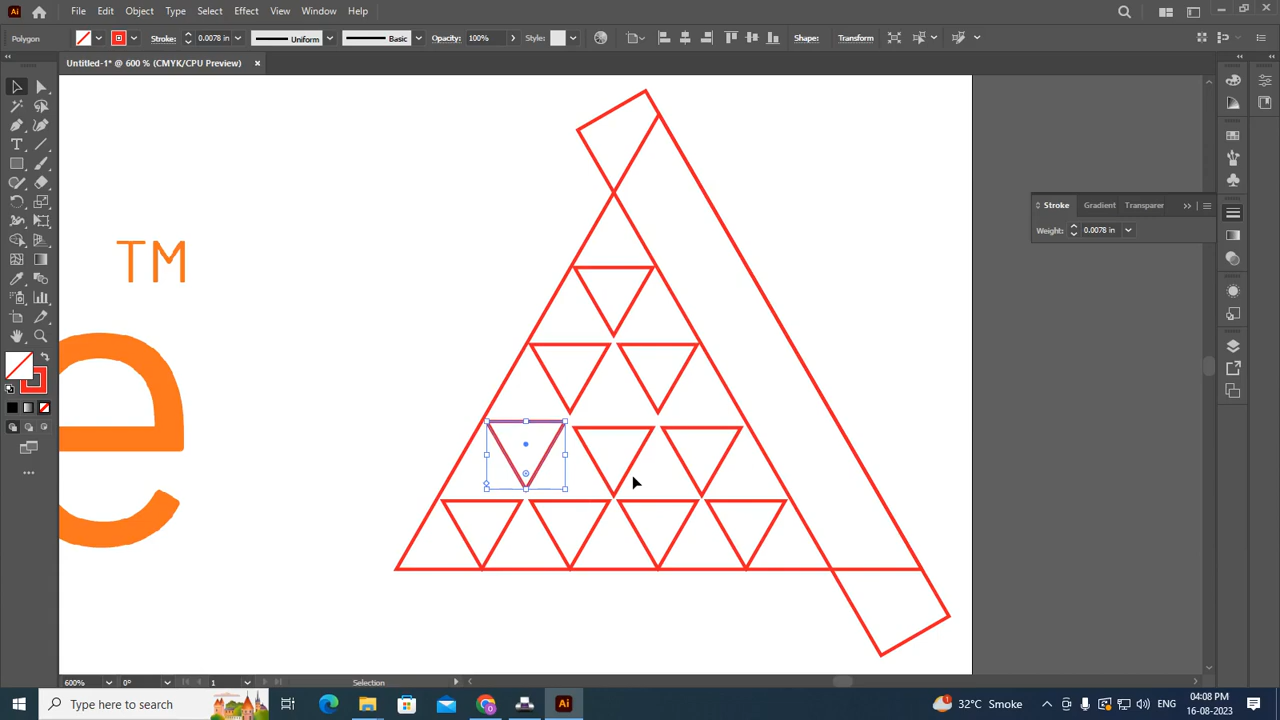 Ai File Edit Object Type Select Effect View Window Help
Polygon Stroke: 0.0078 in Uniform Basic Opacity: 100% Style: Shape: Transform
Untitled-1* @ 600 % (CMYK/CPU Preview)
Stroke Gradient Transparer
Weight: 0.0078 in
TM
e
600% 0° 1 Selection
Type here to search
Ai
32°C Smoke
ENG
04:08 PM
16-08-2023